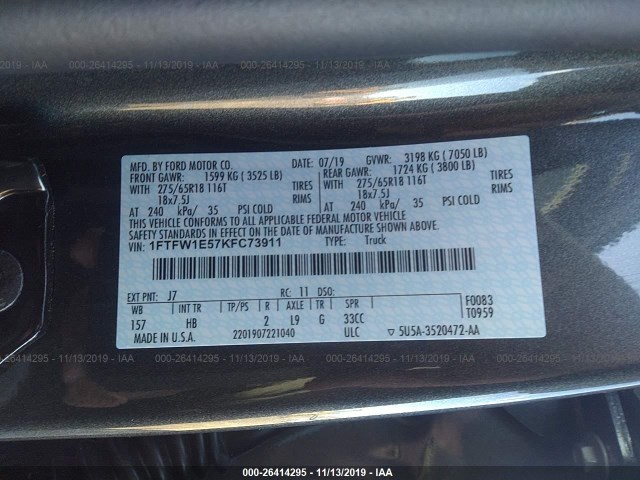 000-26414295 - 11/13/2019 - IAA
MFD. BY FORD MOTOR CO. DATE: 07/19 GVWR: 3198 KG ( 7050 LB)
FRONT GAWR: 1599 KG ( 3525 LB) REAR GAWR: 1724 KG ( 3800 LB)
WITH TIRES WITH TIRES
275/65R18 116T 275/65R18 116T
18x7.5J RIMS 18x7.5J RIMS
AT 240 kPa/ 35 PSI COLD AT 240 kPa/ 35 PSI COLD
THIS VEHICLE CONFORMS TO ALL APPLICABLE FEDERAL MOTOR VEHICLE
SAFETY STANDARDS IN EFFECT ON THE DATE OF MANUFACTURE SHOWN ABOVE.
VIN: 1FTFW1E57KFC73911 TYPE: Truck
EXT PNT: J7 RC: 11 DSO: F0083
WB INT TR TP/PS R AXLE TR SPR T0959
157 HB 2 L9 G 33CC
MADE IN U.S.A. 2201907221040 ULC ▽ 5U5A-3520472-AA
000-26414295 - 11/13/2019 - IAA
000-26414295 - 11/13/2019 - IAA